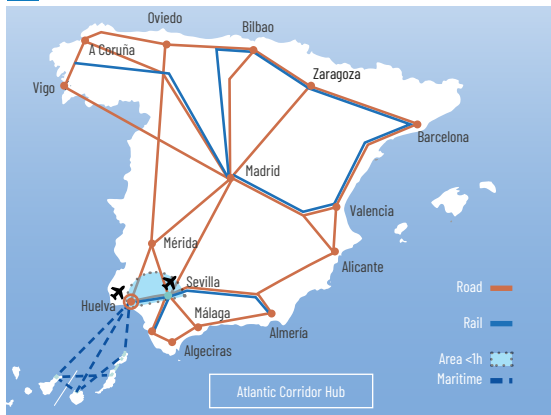 Oviedo
Bilbao
A Coruña
Zaragoza
Vigo
Barcelona
Madrid
Valencia
Mérida
Alicante
Sevilla
Road
Huelva
Málaga
Rail
Almería
Algeciras
Area <1h
Maritime
Atlantic Corridor Hub